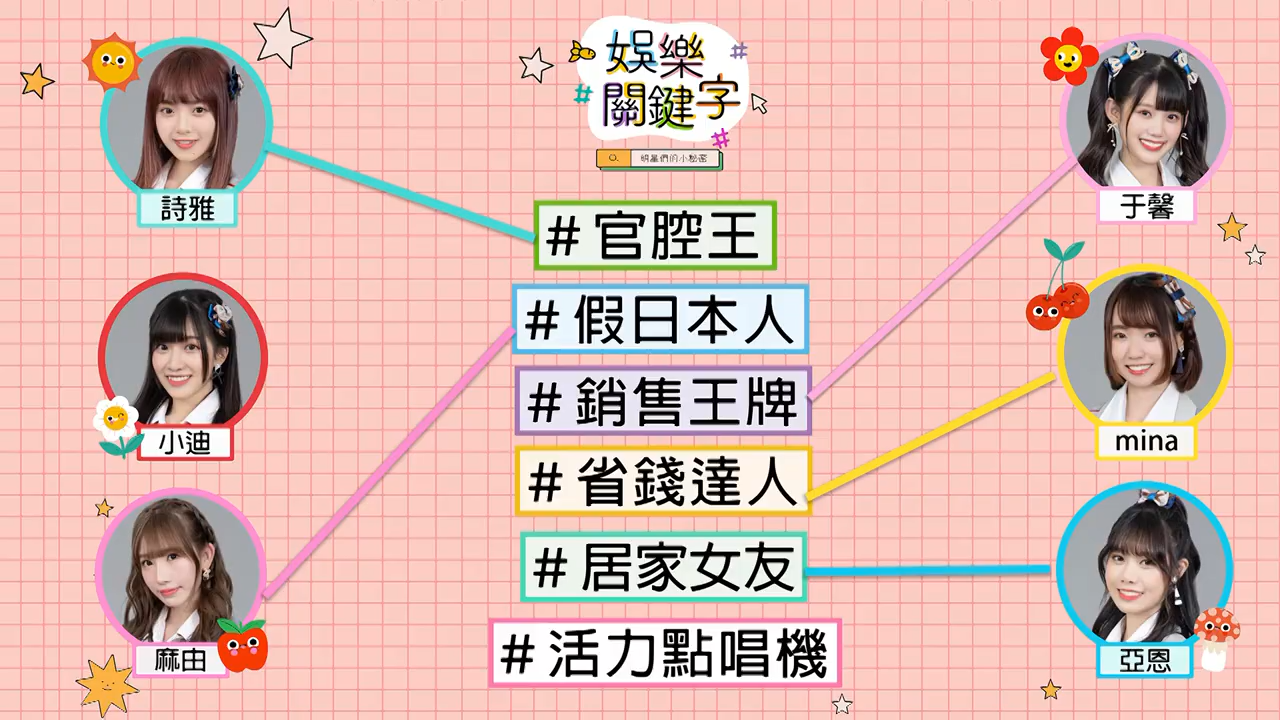 娛樂
#
#
關鍵字
#
明星們的小秘密
詩雅
于馨
# 官腔王
# 假日本人
# 銷售王牌
小迪
mina
# 省錢達人
# 居家女友
麻由
亞恩
# 活力點唱機